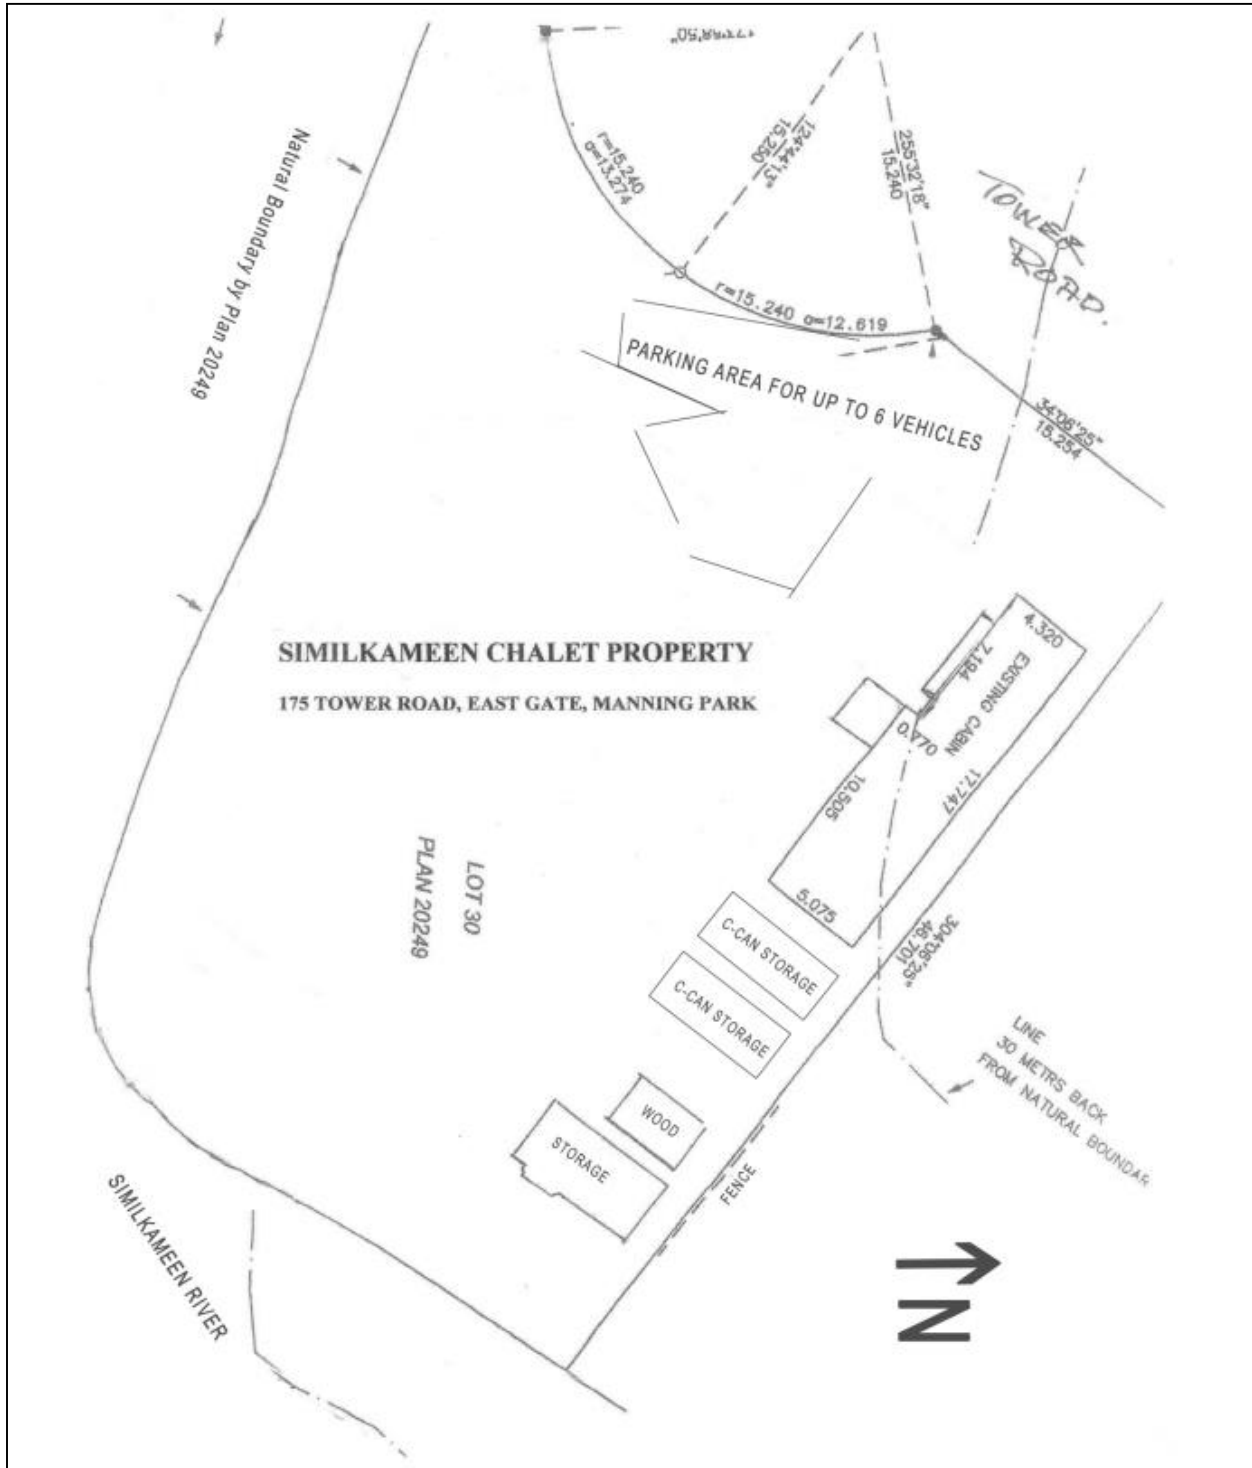 124°44'13"
15.250
255°32'18"
15.240
r=15.240
a=13.274
TOWER
ROAD.
Natural Boundary by Plan 20249
r=15.240 a=12.619
PARKING AREA FOR UP TO 6 VEHICLES
34°06'25"
15.254
SIMILKAMEEN CHALET PROPERTY
175 TOWER ROAD, EAST GATE, MANNING PARK
4.320
7.194
EXISTING CABIN
0.770
17.747
10.505
5.075
LOT 30
PLAN 20249
C-CAN STORAGE
C-CAN STORAGE
304°06'25"
46.701
LINE
30 METRS BACK
FROM NATURAL BOUNDAR
WOOD
STORAGE
FENCE
SIMILKAMEEN RIVER
N